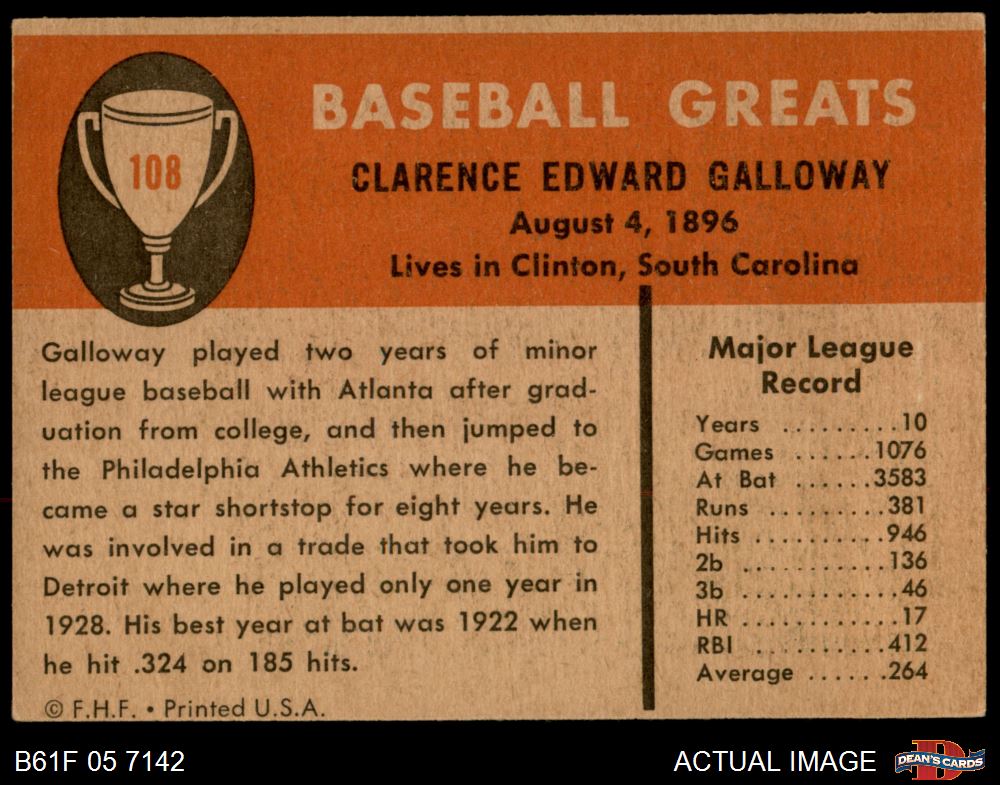 108
BASEBALL GREATS
CLARENCE EDWARD GALLOWAY
August 4, 1896
Lives in Clinton, South Carolina
Galloway played two years of minor
league baseball with Atlanta after grad-
uation from college, and then jumped to
the Philadelphia Athletics where he be-
came a star shortstop for eight years. He
was involved in a trade that took him to
Detroit where he played only one year in
1928. His best year at bat was 1922 when
he hit .324 on 185 hits.
© F.H.F. • Printed U.S.A.
Major League
Record
Years .........10
Games ......1076
At Bat ......3583
Runs .........381
Hits ..........946
2b ...........136
3b ............46
HR ............17
RBI ..........412
Average ......264
B61F 05 7142
ACTUAL IMAGE
D
DEAN'S CARDS